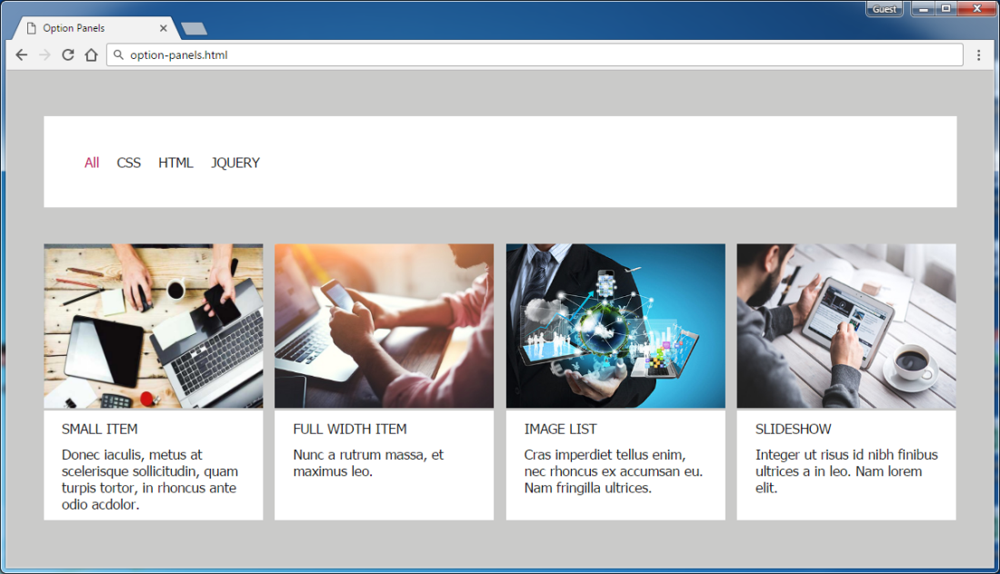 Guest
Option Panels
option-panels.html
All CSS HTML JQUERY
SMALL ITEM
Donec iaculis, metus at
scelerisque sollicitudin, quam
turpis tortor, in rhoncus ante
odio acdolor.
FULL WIDTH ITEM
Nunc a rutrum massa, et
maximus leo.
IMAGE LIST
Cras imperdiet tellus enim,
nec rhoncus ex accumsan eu.
Nam fringilla ultrices.
SLIDESHOW
Integer ut risus id nibh finibus
ultrices a in leo. Nam lorem
elit.